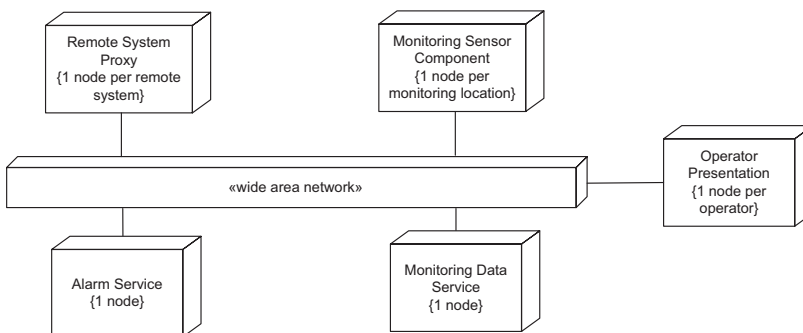 Remote System
Proxy
{1 node per remote
system}
Monitoring Sensor
Component
{1 node per
monitoring location}
Operator
Presentation
{1 node per
operator}
«wide area network»
Alarm Service
{1 node}
Monitoring Data
Service
{1 node}